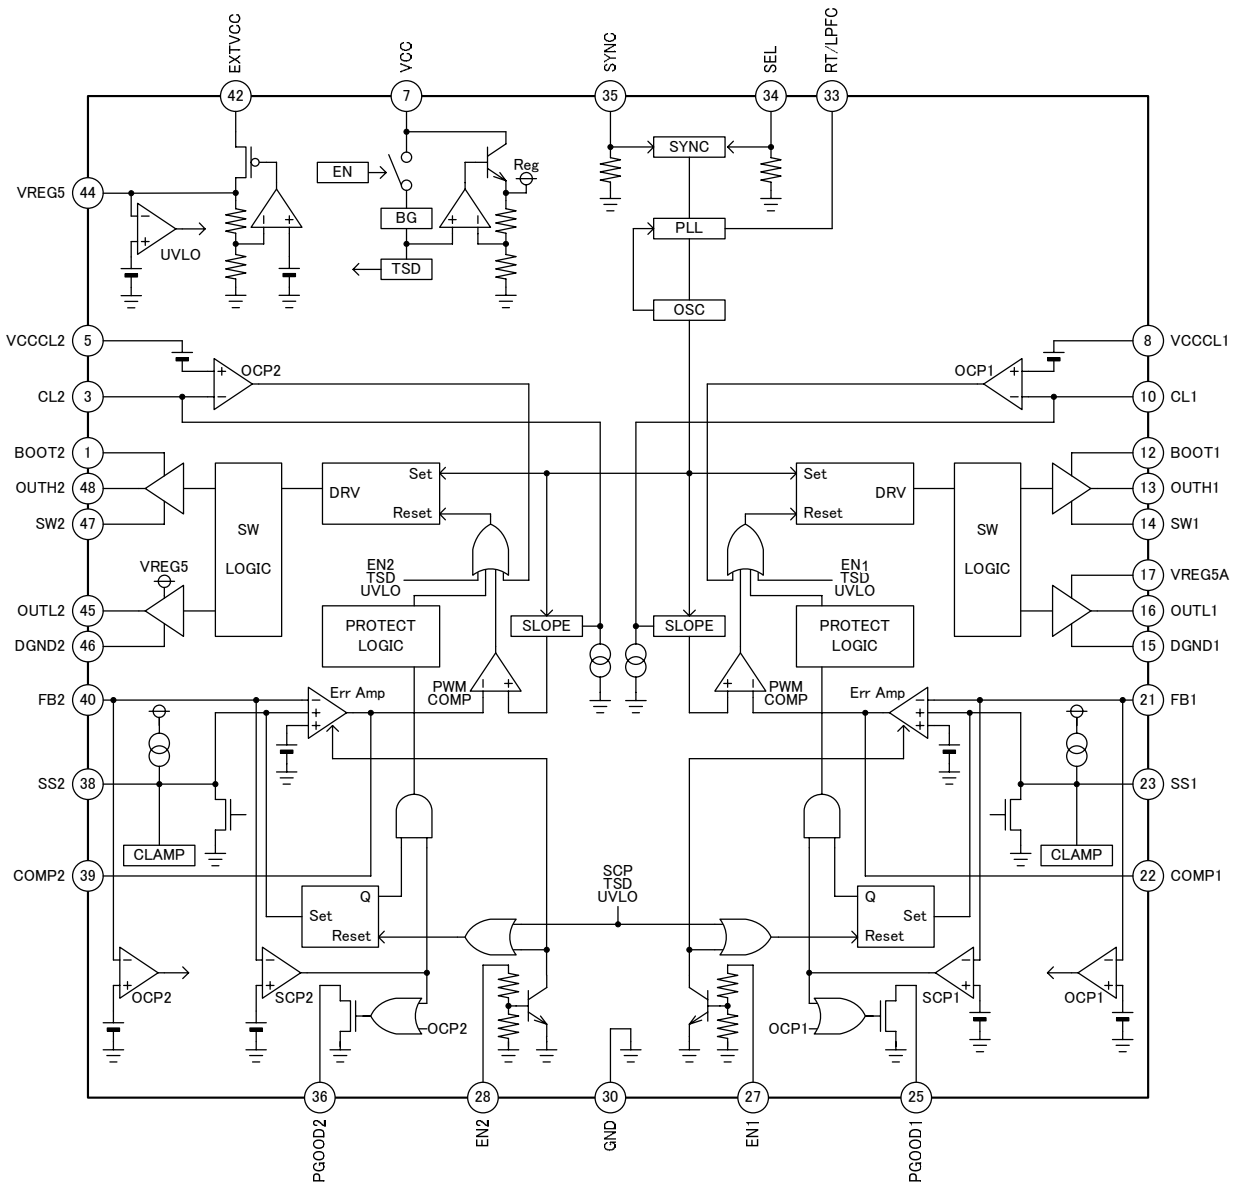 EXTVCC
VCC
SYNC
SEL
RT/LPFC
42
7
35
34
33
SYNC
EN
Reg
VREG5
44
BG
PLL
−
+
UVLO
−
+
+
−
TSD
OSC
VCCCL2
5
8
VCCCL1
+
−
OCP2
OCP1
+
−
CL2
3
10
CL1
BOOT2
1
12
BOOT1
Set
Set
OUTH2
48
DRV
DRV
13
OUTH1
Reset
Reset
SW2
47
SW
LOGIC
SW
LOGIC
14
SW1
VREG5
EN2
TSD
UVLO
EN1
TSD
UVLO
17
VREG5A
OUTL2
45
16
OUTL1
PROTECT
LOGIC
SLOPE
SLOPE
PROTECT
LOGIC
DGND2
46
15
DGND1
−
+
PWM
COMP
+
−
PWM
COMP
FB2
40
−
+
+
Err Amp
Err Amp
−
+
+
21
FB1
SS2
38
23
SS1
CLAMP
CLAMP
COMP2
39
22
COMP1
SCP
TSD
UVLO
Q
Set
Reset
Q
Set
Reset
−
+
OCP2
−
+
SCP2
−
+
SCP1
−
+
OCP1
OCP2
OCP1
36
28
30
27
25
PGOOD2
EN2
GND
EN1
PGOOD1